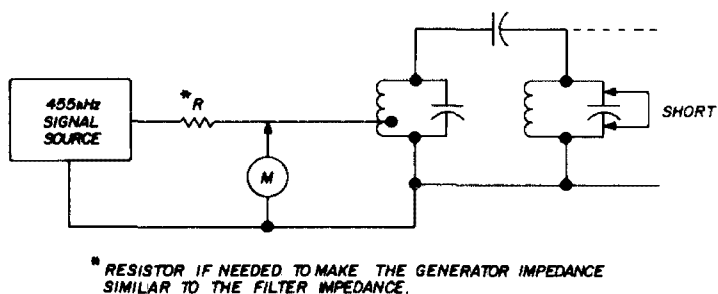 * R
455kHz
SIGNAL
SOURCE
M
SHORT
* RESISTOR IF NEEDED TO MAKE THE GENERATOR IMPEDANCE
SIMILAR TO THE FILTER IMPEDANCE.